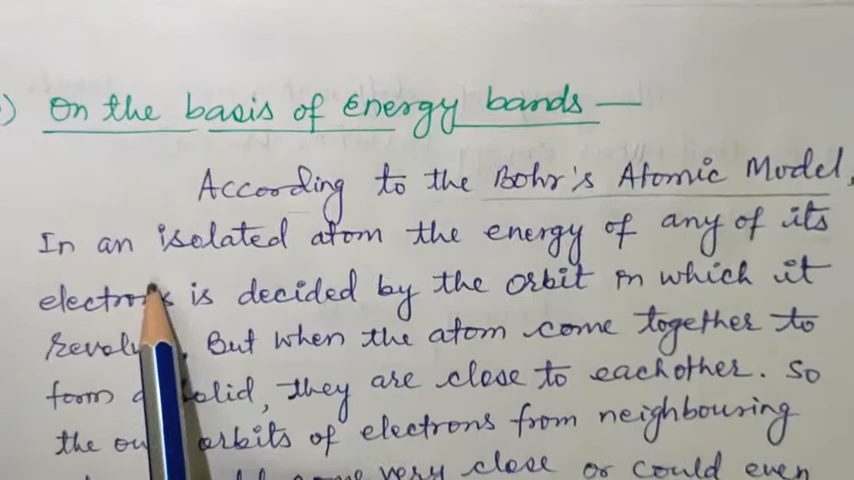 ) On the basis of energy bands —
According to the Bohr's Atomic Model,
In an isolated atom the energy of any of its
electrons is decided by the orbit in which it
But when the atom come together to
form solid, they are close to eachother. So
the orbits of electrons from neighbouring
very close or could even